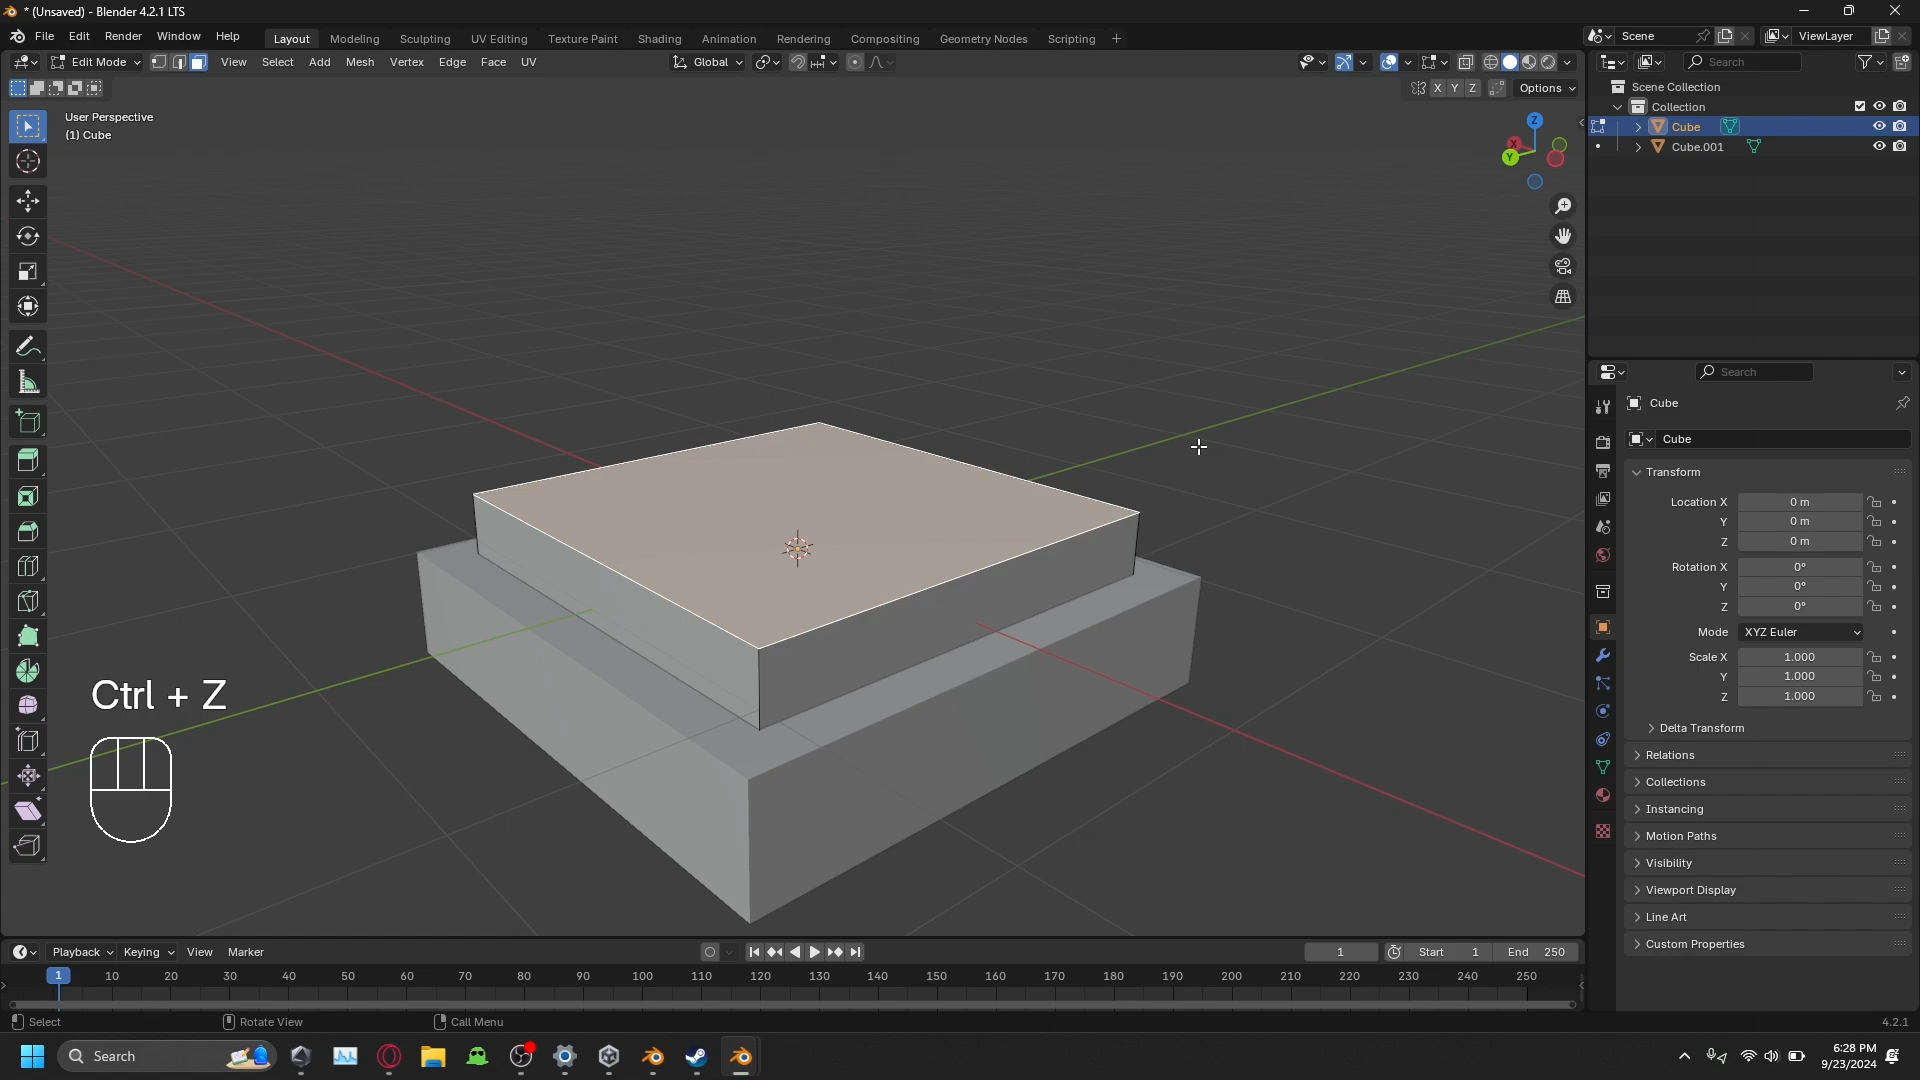 * (Unsaved) - Blender 4.2.1 LTS
File Edit Render Window Help Layout Modeling Sculpting UV Editing Texture Paint Shading Animation Rendering Compositing Geometry Nodes Scripting + Scene ViewLayer
Edit Mode View Select Add Mesh Vertex Edge Face UV Global Search
X Y Z Options
Scene Collection
Collection
Cube
Cube.001
User Perspective
(1) Cube
Z
X
Y
Search
Cube
Cube
Transform
Location X 0 m
Y 0 m
Z 0 m
Rotation X 0°
Y 0°
Z 0°
Mode XYZ Euler
Scale X 1.000
Y 1.000
Z 1.000
Delta Transform
Relations
Collections
Instancing
Motion Paths
Visibility
Viewport Display
Line Art
Custom Properties
Ctrl + Z
Playback Keying View Marker 1 Start 1 End 250
1 10 20 30 40 50 60 70 80 90 100 110 120 130 140 150 160 170 180 190 200 210 220 230 240 250
Select Rotate View Call Menu 4.2.1
Search
6:28 PM
9/23/2024